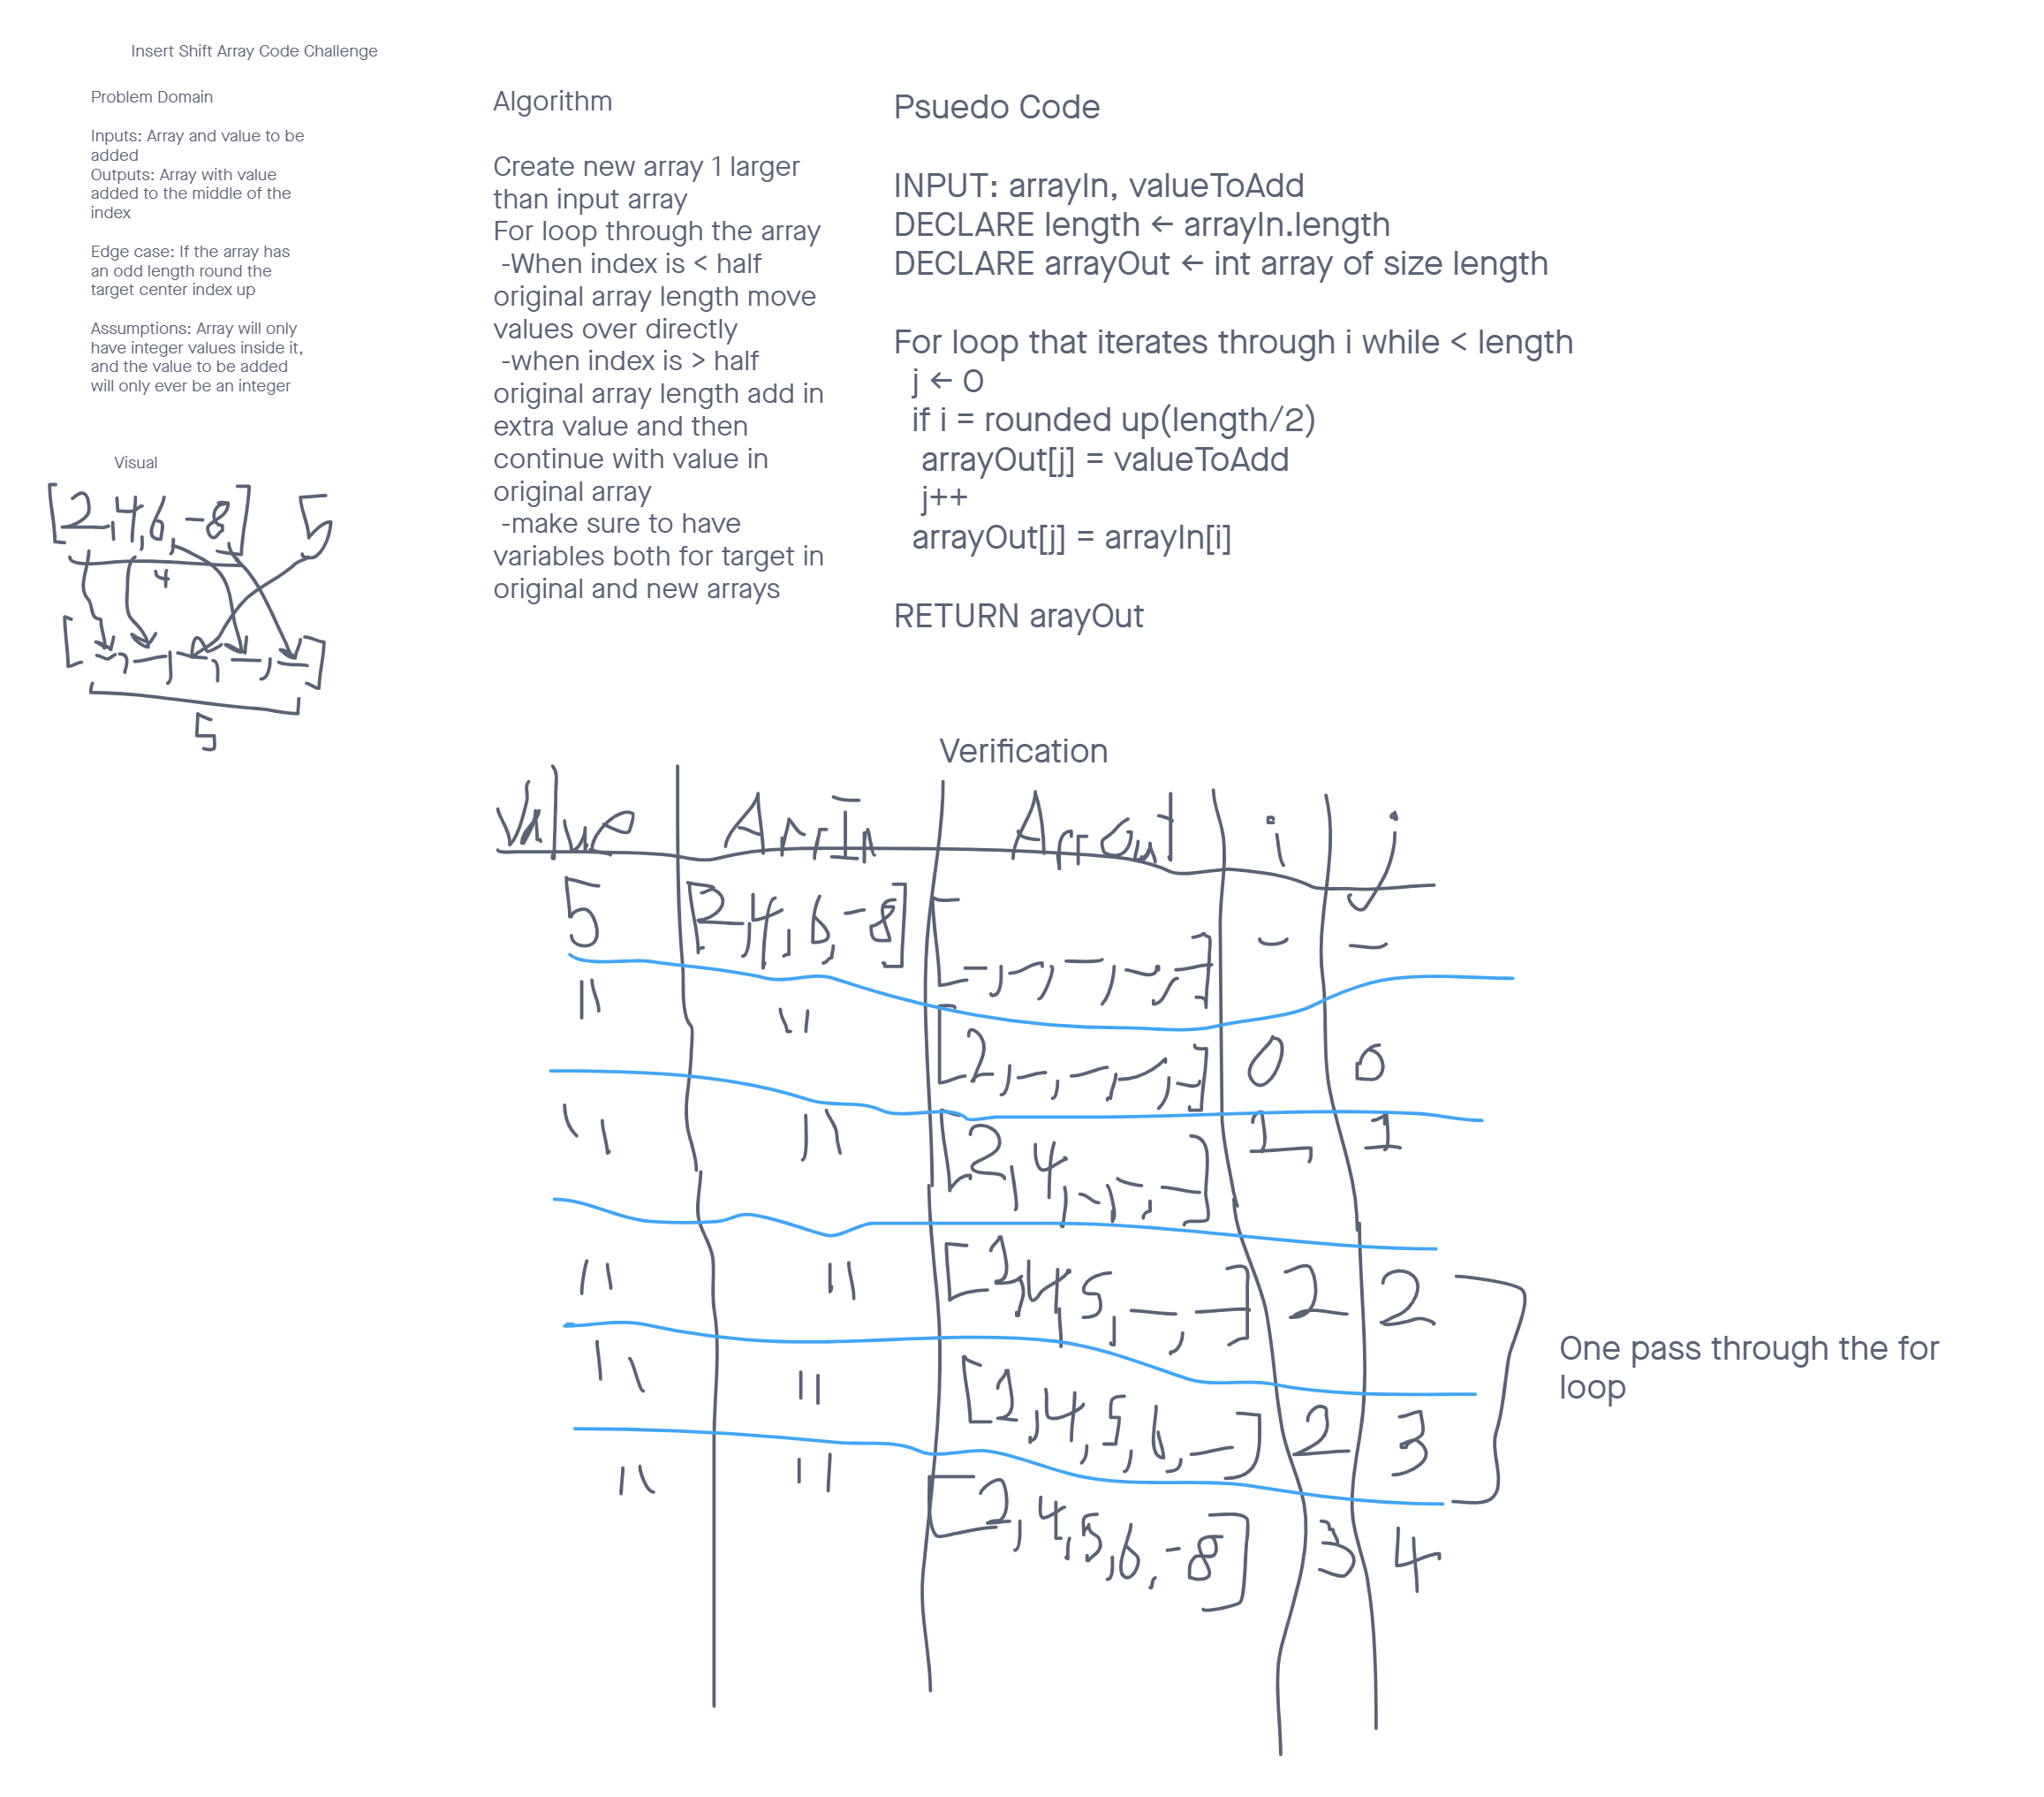 Insert Shift Array Code Challenge
Problem Domain
Inputs: Array and value to be
added
Outputs: Array with value
added to the middle of the
index
Edge case: If the array has
an odd length round the
target center index up
Assumptions: Array will only
have integer values inside it,
and the value to be added
will only ever be an integer
Visual
[2,4,6,-8] 5
4
[-,-,-,-,-]
5
Algorithm
Create new array 1 larger
than input array
For loop through the array
-When index is < half
original array length move
values over directly
-when index is > half
original array length add in
extra value and then
continue with value in
original array
-make sure to have
variables both for target in
original and new arrays
Psuedo Code
INPUT: arrayIn, valueToAdd
DECLARE length ← arrayIn.length
DECLARE arrayOut ← int array of size length
For loop that iterates through i while < length
j ← 0
if i = rounded up(length/2)
arrayOut[j] = valueToAdd
j++
arrayOut[j] = arrayIn[i]
RETURN arayOut
Verification
Value ArrIn ArrOut i j
5 [2,4,6,-8] [-,-,-,-,-] - -
" " [2,-,-,-,-] 0 0
" " [2,4,-,-,-] 1 1
" " [2,4,5,-,-] 2 2
" " [2,4,5,6,-] 2 3
" " [2,4,5,6,-8] 3 4
One pass through the for
loop